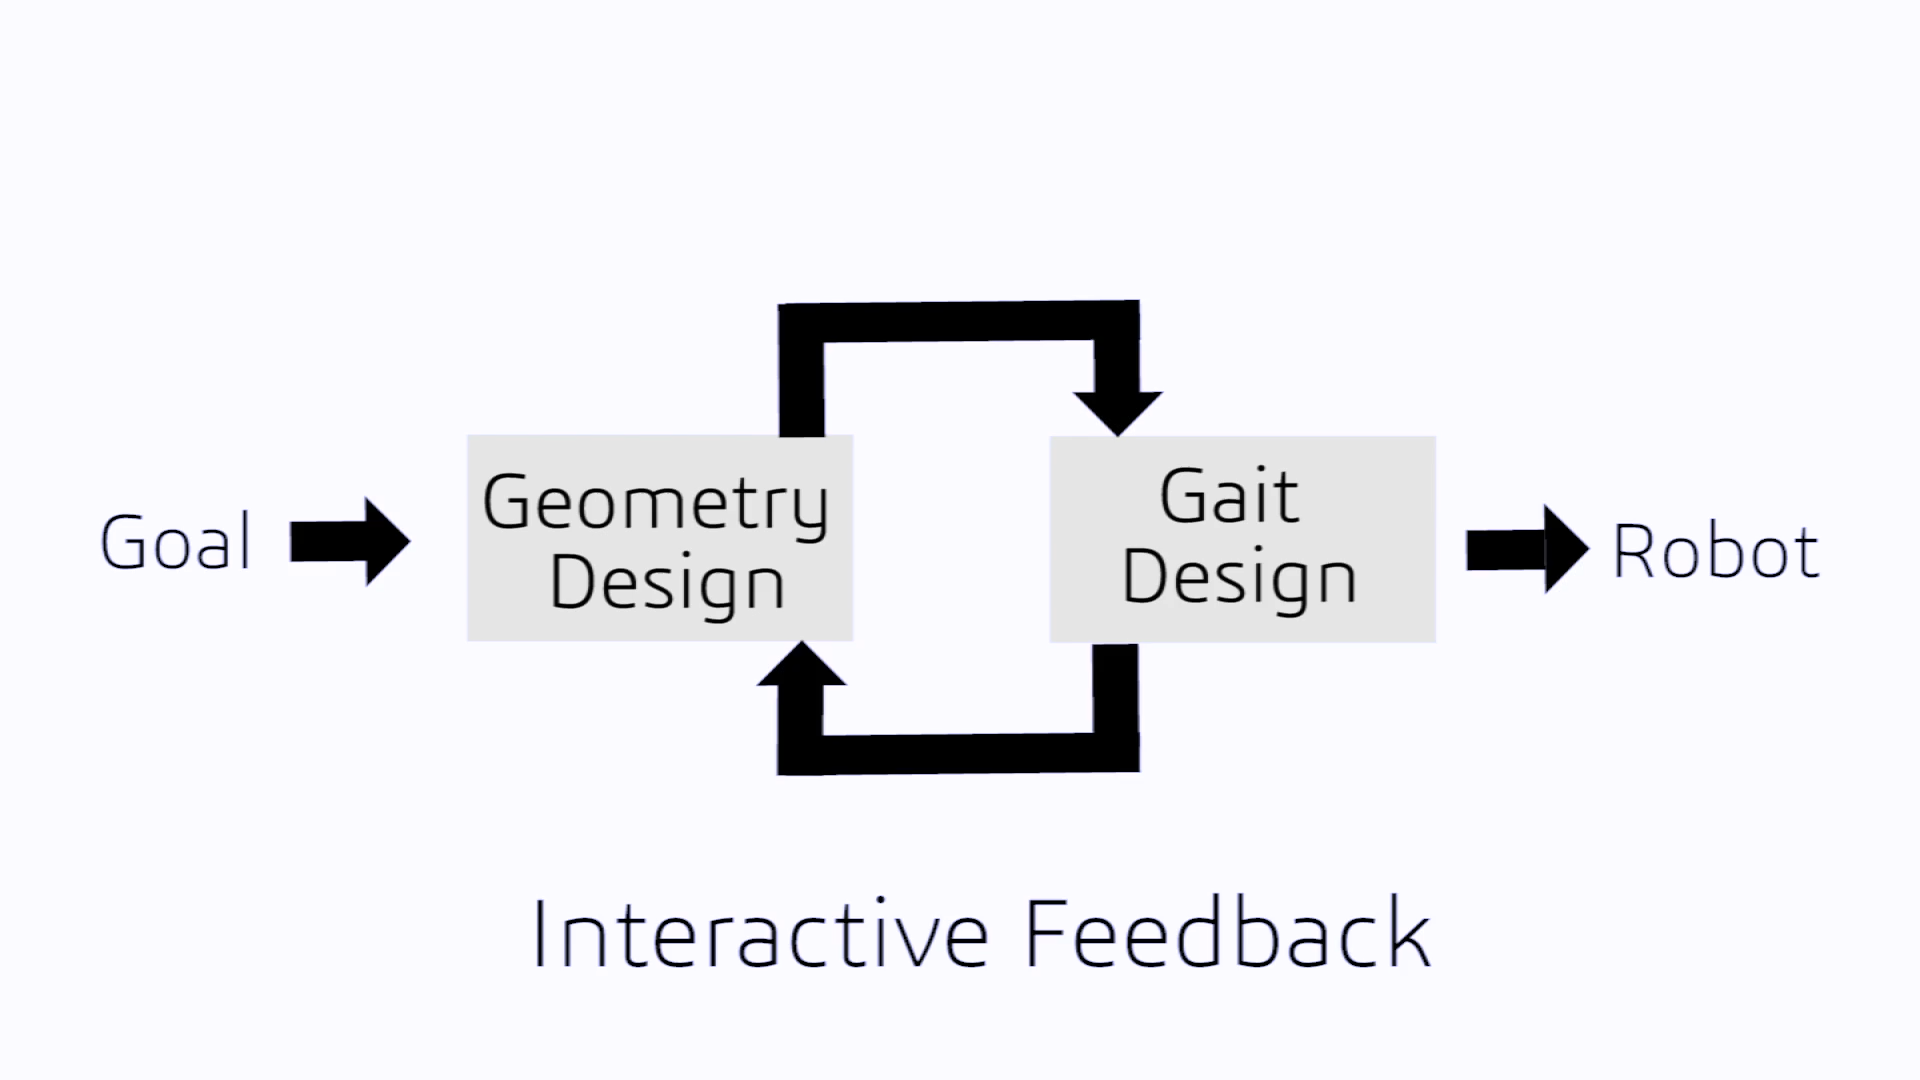 Goal
Geometry
Design
Gait
Design
Robot
Interactive Feedback